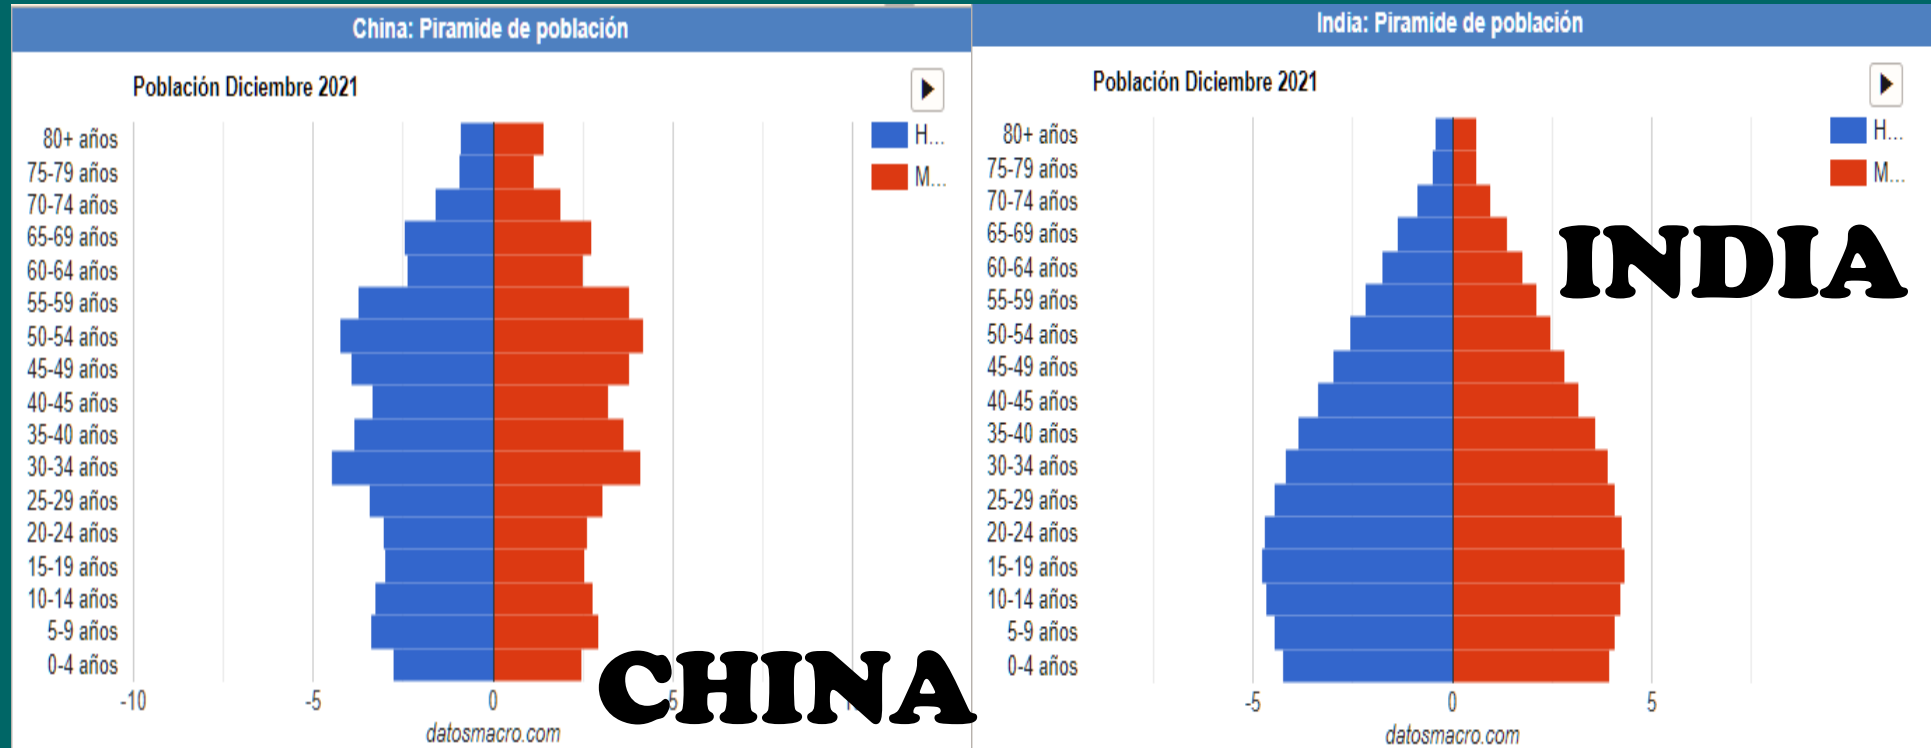 China: Piramide de población
Población Diciembre 2021
H...
M...
80+ años
75-79 años
70-74 años
65-69 años
60-64 años
55-59 años
50-54 años
45-49 años
40-45 años
35-40 años
30-34 años
25-29 años
20-24 años
15-19 años
10-14 años
5-9 años
0-4 años
-10 -5 0 5
datosmacro.com
CHINA
India: Piramide de población
Población Diciembre 2021
H...
M...
80+ años
75-79 años
70-74 años
65-69 años
60-64 años
55-59 años
50-54 años
45-49 años
40-45 años
35-40 años
30-34 años
25-29 años
20-24 años
15-19 años
10-14 años
5-9 años
0-4 años
-5 0 5
datosmacro.com
INDIA